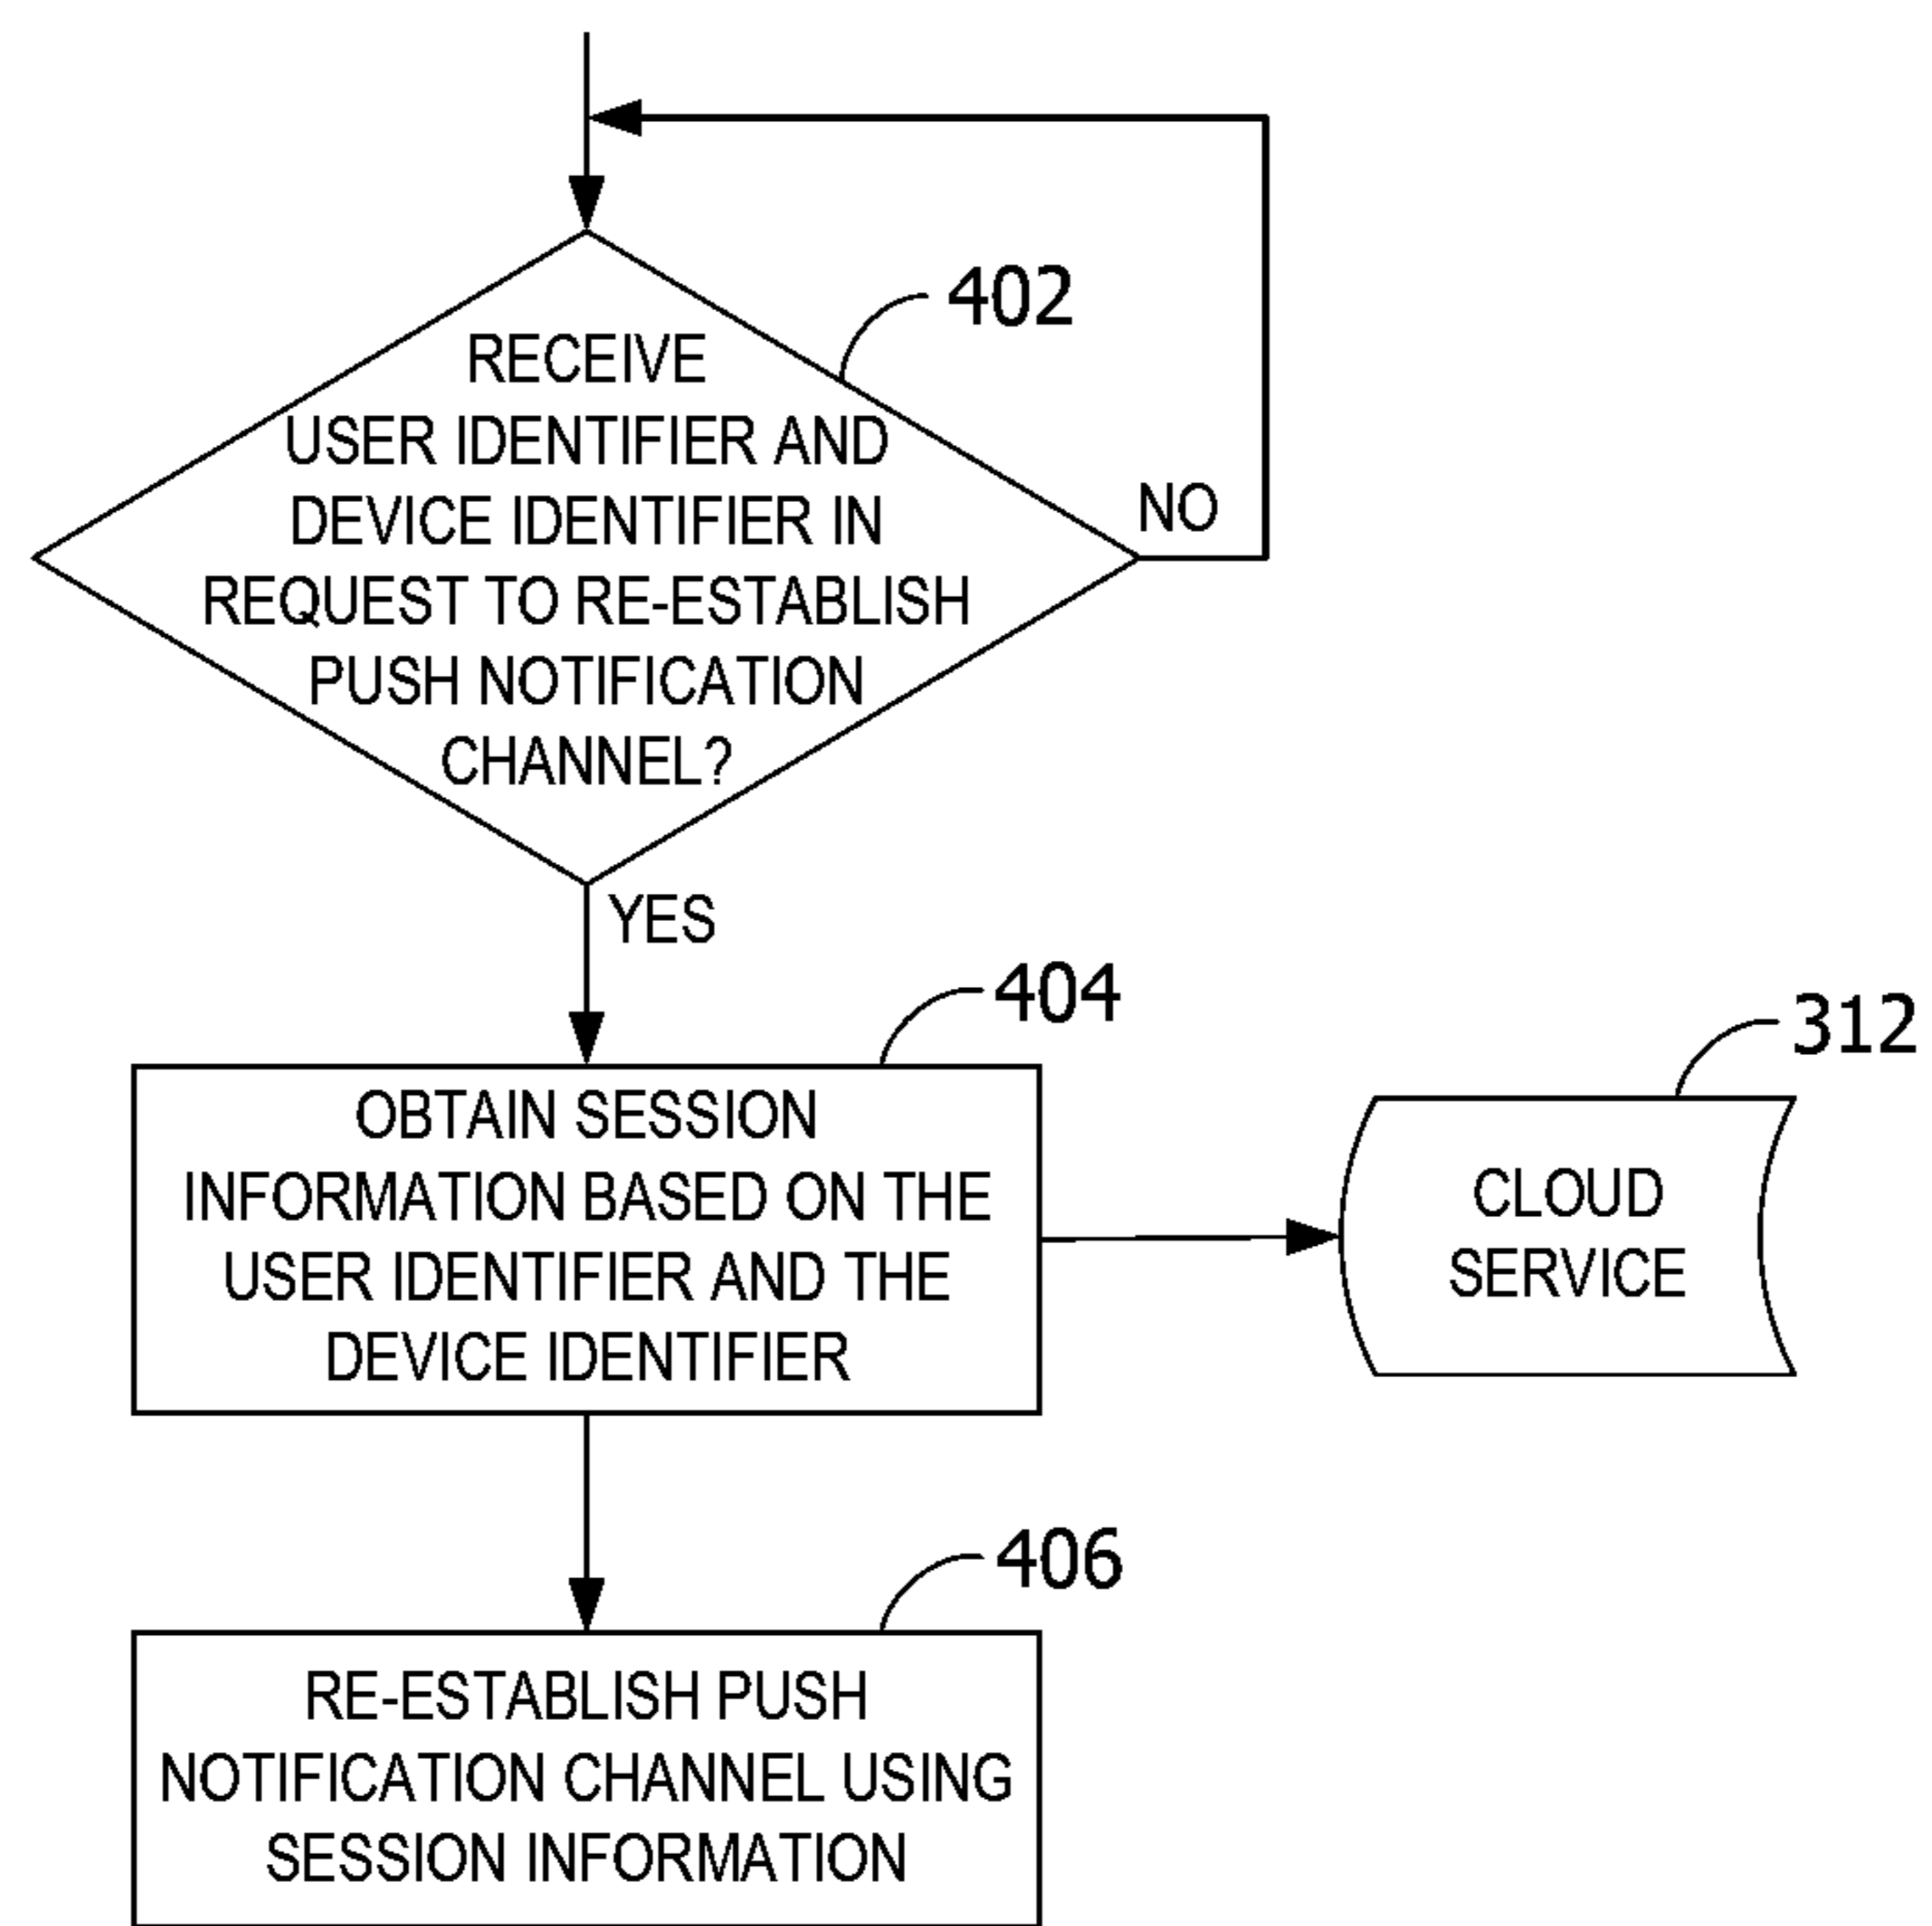 402
RECEIVE
USER IDENTIFIER AND
DEVICE IDENTIFIER IN
REQUEST TO RE-ESTABLISH
PUSH NOTIFICATION
CHANNEL?
NO
YES
404
OBTAIN SESSION
INFORMATION BASED ON THE
USER IDENTIFIER AND THE
DEVICE IDENTIFIER
312
CLOUD
SERVICE
406
RE-ESTABLISH PUSH
NOTIFICATION CHANNEL USING
SESSION INFORMATION